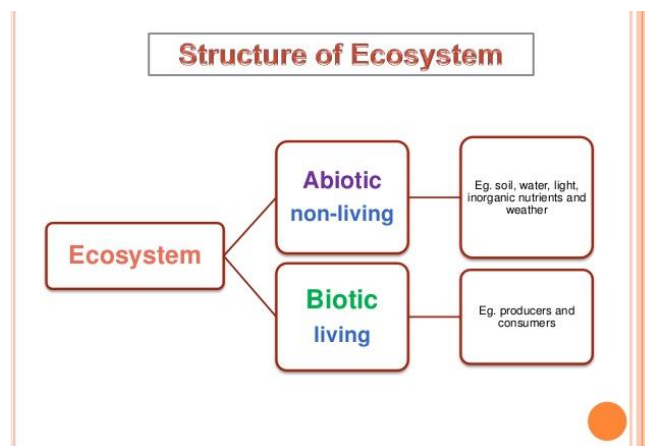 Structure of Ecosystem
Ecosystem
Abiotic
non-living
Eg. soil, water, light,
inorganic nutrients and
weather
Biotic
living
Eg. producers and
consumers